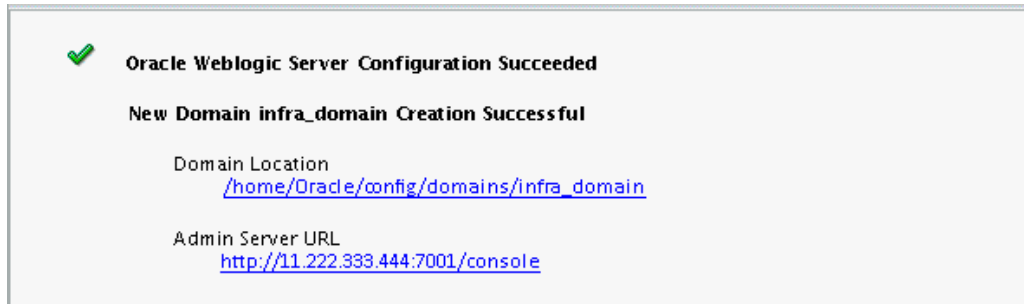 Oracle Weblogic Server Configuration Succeeded
New Domain infra_domain Creation Successful
Domain Location
/home/Oracle/config/domains/infra_domain
Admin Server URL
http://11.222.333.444:7001/console